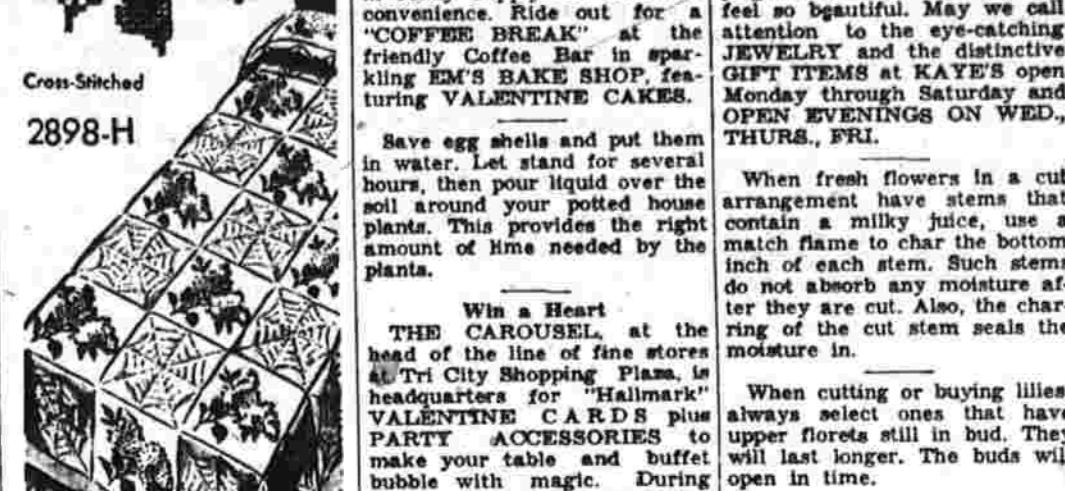 Cross-Stitched
2898-H
convenience. Ride out for a
"COFFEE BREAK" at the
friendly Coffee Bar in spar-
kling EM'S BAKE SHOP, fea-
turing VALENTINE CAKES.
Save egg shells and put them
in water. Let stand for several
hours, then pour liquid over the
soil around your potted house
plants. This provides the right
amount of lime needed by the
plants.
Win a Heart
THE CAROUSEL, at the
head of the line of fine stores
at Tri City Shopping Plaza, is
headquarters for "Hallmark"
VALENTINE CARDS plus
PARTY ACCESSORIES to
make your table and buffet
bubble with magic. During
feel so beautiful. May we call
attention to the eye-catching
JEWELRY and the distinctive
GIFT ITEMS at KAYE'S open
Monday through Saturday and
OPEN EVENINGS ON WED.,
THURS., FRI.
When fresh flowers in a cut
arrangement have stems that
contain a milky juice, use a
match flame to char the bottom
inch of each stem. Such stems
do not absorb any moisture af-
ter they are cut. Also, the char-
ring of the cut stem seals the
moisture in.
When cutting or buying lilies
always select ones that have
upper florets still in bud. They
will last longer. The buds will
open in time.